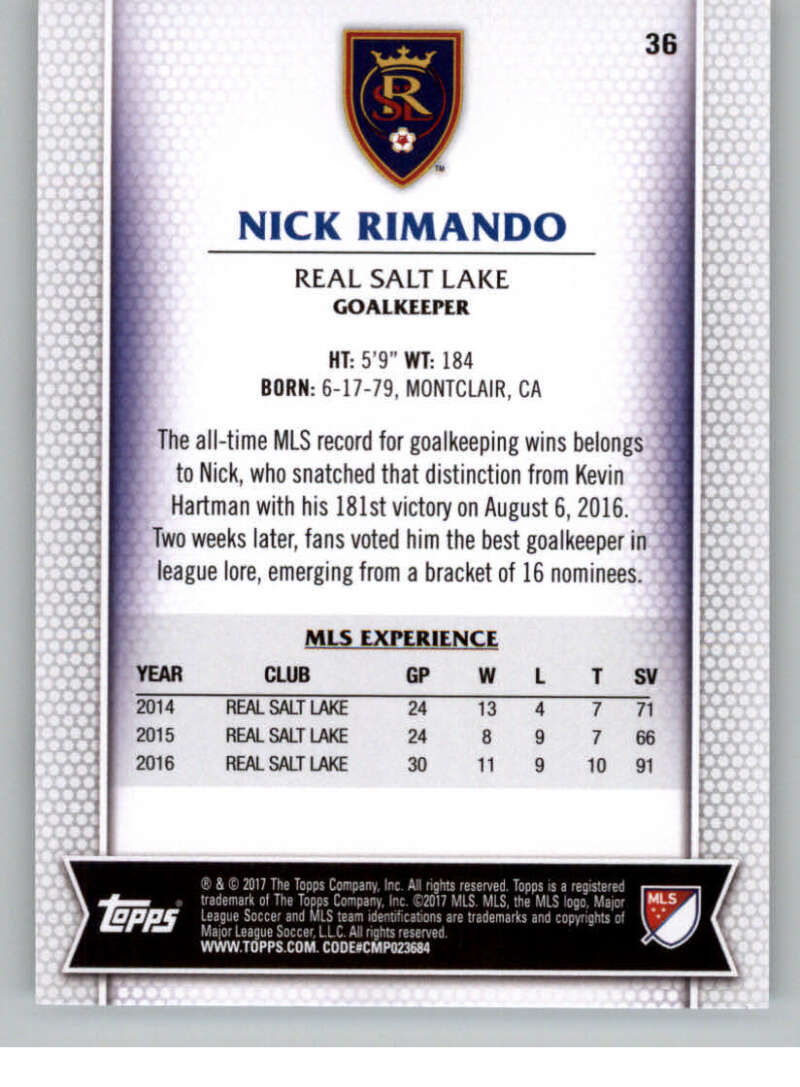 36
RSL
TM
NICK RIMANDO
REAL SALT LAKE
GOALKEEPER
HT: 5'9" WT: 184
BORN: 6-17-79, MONTCLAIR, CA
The all-time MLS record for goalkeeping wins belongs
to Nick, who snatched that distinction from Kevin
Hartman with his 181st victory on August 6, 2016.
Two weeks later, fans voted him the best goalkeeper in
league lore, emerging from a bracket of 16 nominees.
MLS EXPERIENCE
YEAR CLUB GP W L T SV
2014 REAL SALT LAKE 24 13 4 7 71
2015 REAL SALT LAKE 24 8 9 7 66
2016 REAL SALT LAKE 30 11 9 10 91
topps®
® & © 2017 The Topps Company, Inc. All rights reserved. Topps is a registered
trademark of The Topps Company, Inc. ©2017 MLS. MLS, the MLS logo, Major
League Soccer and MLS team identifications are trademarks and copyrights of
Major League Soccer, L.L.C. All rights reserved.
WWW.TOPPS.COM. CODE#CMP023684
MLS